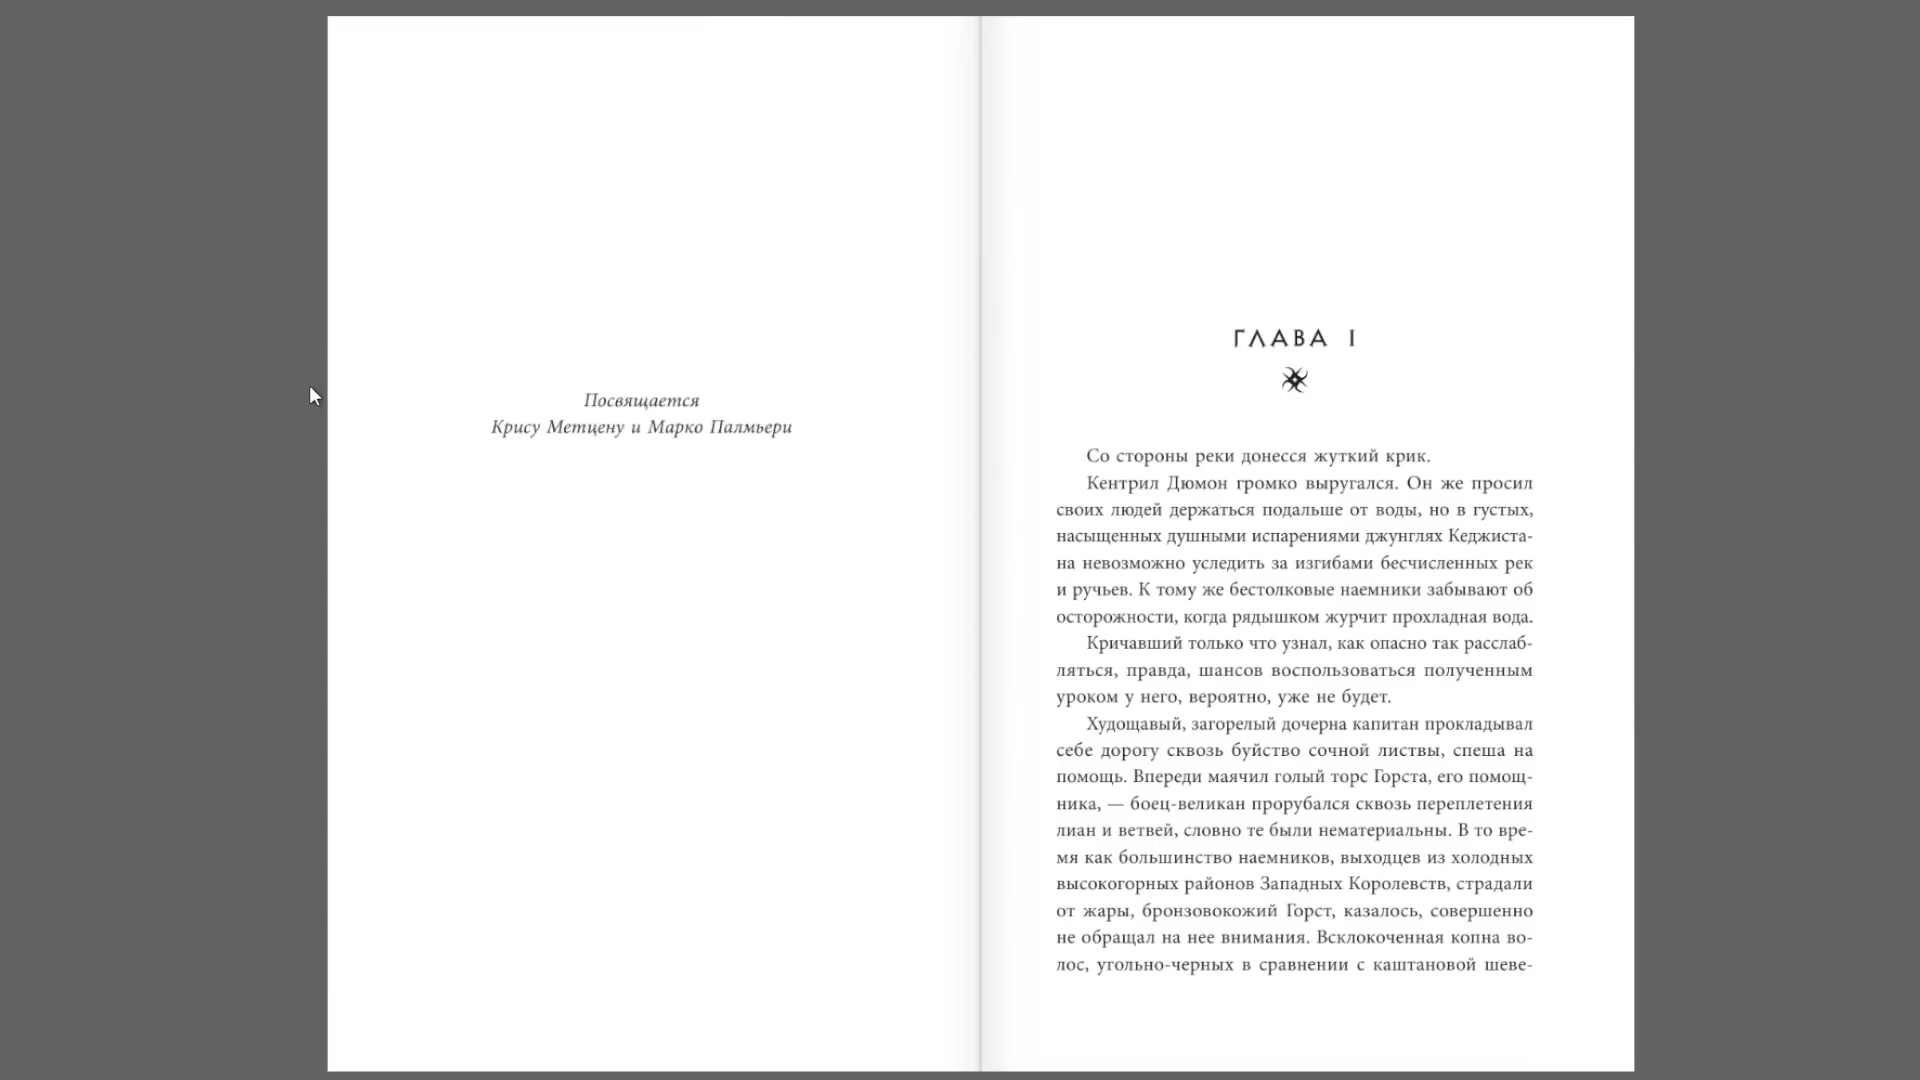 Посвящается
Крису Метцену и Марко Палмьери
ГЛАВА I
Со стороны реки донесся жуткий крик.
Кентрил Дюмон громко выругался. Он же просил
своих людей держаться подальше от воды, но в густых,
насыщенных душными испарениями джунглях Кеджиста-
на невозможно уследить за изгибами бесчисленных рек
и ручьев. К тому же бестолковые наемники забывают об
осторожности, когда рядышком журчит прохладная вода.
Кричавший только что узнал, как опасно так расслаб-
ляться, правда, шансов воспользоваться полученным
уроком у него, вероятно, уже не будет.
Худощавый, загорелый дочерна капитан прокладывал
себе дорогу сквозь буйство сочной листвы, спеша на
помощь. Впереди маячил голый торс Горста, его помощ-
ника, — боец-великан прорубался сквозь переплетения
лиан и ветвей, словно те были нематериальны. В то вре-
мя как большинство наемников, выходцев из холодных
высокогорных районов Западных Королевств, страдали
от жары, бронзовокожий Горст, казалось, совершенно
не обращал на нее внимания. Всклокоченная копна во-
лос, угольно-черных в сравнении с каштановой шеве-